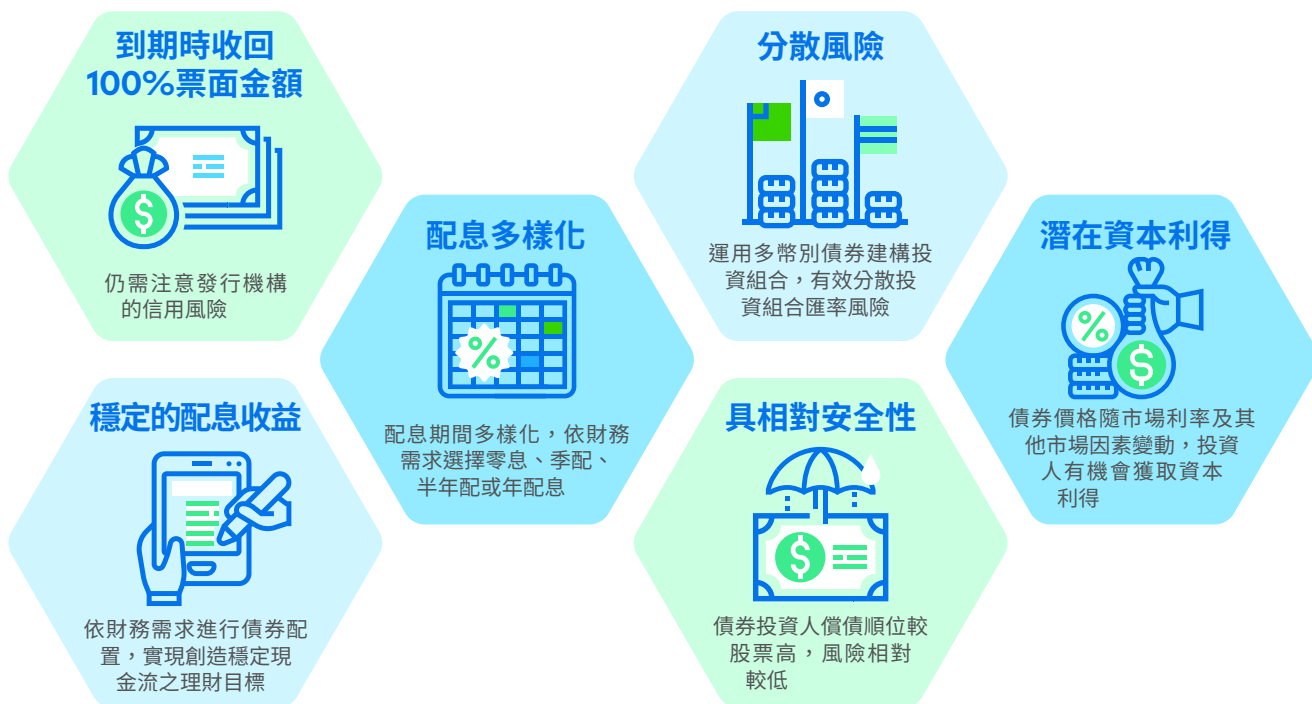 到期時收回
100%票面金額
仍需注意發行機構
的信用風險
穩定的配息收益
依財務需求進行債券配
置，實現創造穩定現
金流之理財目標
配息多樣化
配息期間多樣化，依財務
需求選擇零息、季配、
半年配或年配息
分散風險
運用多幣別債券建構投
資組合，有效分散投
資組合匯率風險
具相對安全性
債券投資人償債順位較
股票高，風險相對
較低
潛在資本利得
債券價格隨市場利率及其
他市場因素變動，投資
人有機會獲取資本
利得